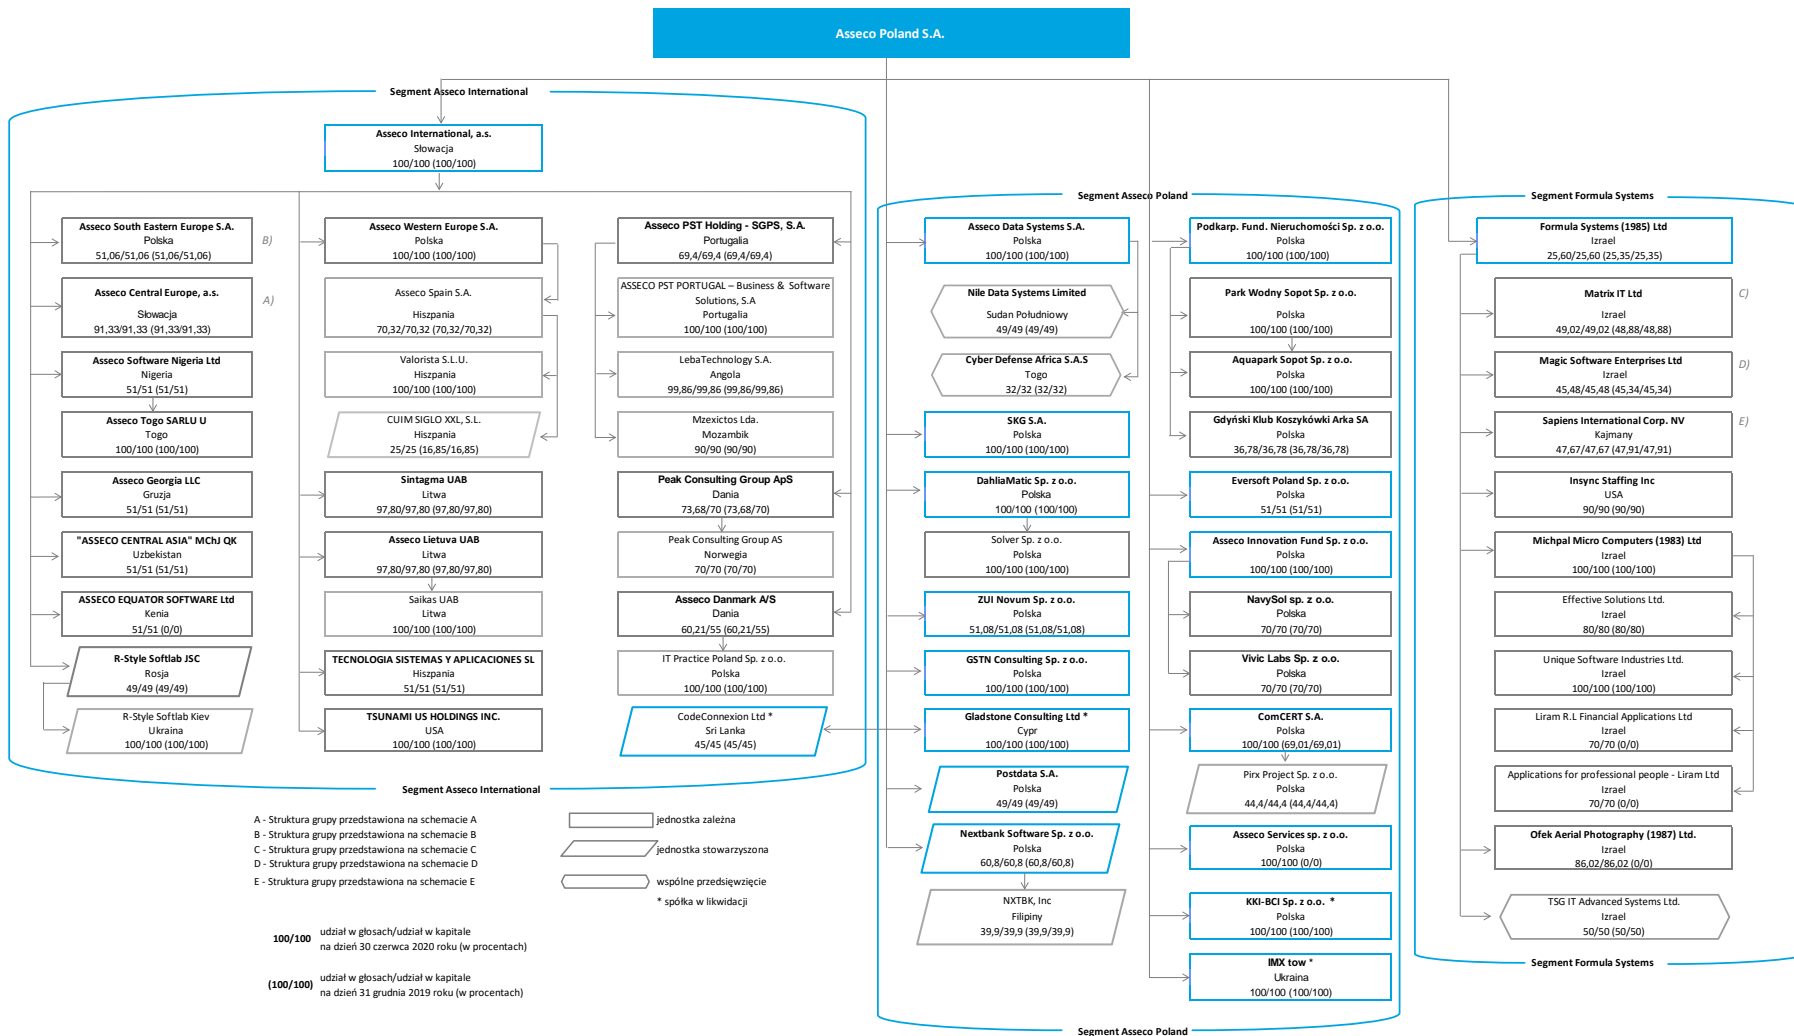 Asseco Poland S.A.
Segment Asseco International
Asseco International, a.s.
Słowacja
100/100 (100/100)
Asseco South Eastern Europe S.A.
Polska
51,06/51,06 (51,06/51,06)
B)
Asseco Central Europe, a.s.
Słowacja
91,33/91,33 (91,33/91,33)
A)
Asseco Software Nigeria Ltd
Nigeria
51/51 (51/51)
Asseco Togo SARLU U
Togo
100/100 (100/100)
Asseco Georgia LLC
Gruzja
51/51 (51/51)
"ASSECO CENTRAL ASIA" MChJ QK
Uzbekistan
51/51 (51/51)
ASSECO EQUATOR SOFTWARE Ltd
Kenia
51/51 (0/0)
R-Style Softlab JSC
Rosja
49/49 (49/49)
R-Style Softlab Kiev
Ukraina
100/100 (100/100)
Asseco Western Europe S.A.
Polska
100/100 (100/100)
Asseco Spain S.A.
Hiszpania
70,32/70,32 (70,32/70,32)
Valorista S.L.U.
Hiszpania
100/100 (100/100)
CUIM SIGLO XXL, S.L.
Hiszpania
25/25 (16,85/16,85)
Sintagma UAB
Litwa
97,80/97,80 (97,80/97,80)
Asseco Lietuva UAB
Litwa
97,80/97,80 (97,80/97,80)
Saikas UAB
Litwa
100/100 (100/100)
TECNOLOGIA SISTEMAS Y APLICACIONES SL
Hiszpania
51/51 (51/51)
TSUNAMI US HOLDINGS INC.
USA
100/100 (100/100)
Asseco PST Holding - SGPS, S.A.
Portugalia
69,4/69,4 (69,4/69,4)
ASSECO PST PORTUGAL – Business & Software
Solutions, S.A
Portugalia
100/100 (100/100)
LebaTechnology S.A.
Angola
99,86/99,86 (99,86/99,86)
Mzexictos Lda.
Mozambik
90/90 (90/90)
Peak Consulting Group ApS
Dania
73,68/70 (73,68/70)
Peak Consulting Group AS
Norwegia
70/70 (70/70)
Asseco Danmark A/S
Dania
60,21/55 (60,21/55)
IT Practice Poland Sp. z o.o.
Polska
100/100 (100/100)
CodeConnexion Ltd *
Sri Lanka
45/45 (45/45)
Segment Asseco International
Segment Asseco Poland
Asseco Data Systems S.A.
Polska
100/100 (100/100)
Nile Data Systems Limited
Sudan Południowy
49/49 (49/49)
Cyber Defense Africa S.A.S
Togo
32/32 (32/32)
SKG S.A.
Polska
100/100 (100/100)
DahliaMatic Sp. z o.o.
Polska
100/100 (100/100)
Solver Sp. z o.o.
Polska
100/100 (100/100)
ZUI Novum Sp. z o.o.
Polska
51,08/51,08 (51,08/51,08)
GSTN Consulting Sp. z o.o.
Polska
100/100 (100/100)
Gladstone Consulting Ltd *
Cypr
100/100 (100/100)
Postdata S.A.
Polska
49/49 (49/49)
Nextbank Software Sp. z o.o.
Polska
60,8/60,8 (60,8/60,8)
NXTBK, Inc
Filipiny
39,9/39,9 (39,9/39,9)
Podkarp. Fund. Nieruchomości Sp. z o.o.
Polska
100/100 (100/100)
Park Wodny Sopot Sp. z o.o.
Polska
100/100 (100/100)
Aquapark Sopot Sp. z o.o.
Polska
100/100 (100/100)
Gdyński Klub Koszykówki Arka SA
Polska
36,78/36,78 (36,78/36,78)
Eversoft Poland Sp. z o.o.
Polska
51/51 (51/51)
Asseco Innovation Fund Sp. z o.o.
Polska
100/100 (100/100)
NavySol sp. z o.o.
Polska
70/70 (70/70)
Vivic Labs Sp. z o.o.
Polska
70/70 (70/70)
ComCERT S.A.
Polska
100/100 (69,01/69,01)
Pirx Project Sp. z o.o.
Polska
44,4/44,4 (44,4/44,4)
Asseco Services sp. z o.o.
Polska
100/100 (0/0)
KKI-BCI Sp. z o.o. *
Polska
100/100 (100/100)
IMX tow *
Ukraina
100/100 (100/100)
Segment Asseco Poland
Segment Formula Systems
Formula Systems (1985) Ltd
Izrael
25,60/25,60 (25,35/25,35)
Matrix IT Ltd
Izrael
49,02/49,02 (48,88/48,88)
C)
Magic Software Enterprises Ltd
Izrael
45,48/45,48 (45,34/45,34)
D)
Sapiens International Corp. NV
Kajmany
47,67/47,67 (47,91/47,91)
E)
Insync Staffing Inc
USA
90/90 (90/90)
Michpal Micro Computers (1983) Ltd
Izrael
100/100 (100/100)
Effective Solutions Ltd.
Izrael
80/80 (80/80)
Unique Software Industries Ltd.
Izrael
100/100 (100/100)
Liram R.L Financial Applications Ltd
Izrael
70/70 (0/0)
Applications for professional people - Liram Ltd
Izrael
70/70 (0/0)
Ofek Aerial Photography (1987) Ltd.
Izrael
86,02/86,02 (0/0)
TSG IT Advanced Systems Ltd.
Izrael
50/50 (50/50)
Segment Formula Systems
A - Struktura grupy przedstawiona na schemacie A
B - Struktura grupy przedstawiona na schemacie B
C - Struktura grupy przedstawiona na schemacie C
D - Struktura grupy przedstawiona na schemacie D
E - Struktura grupy przedstawiona na schemacie E
jednostka zależna
jednostka stowarzyszona
wspólne przedsięwzięcie
* spółka w likwidacji
100/100
udział w głosach/udział w kapitale
na dzień 30 czerwca 2020 roku (w procentach)
(100/100)
udział w głosach/udział w kapitale
na dzień 31 grudnia 2019 roku (w procentach)